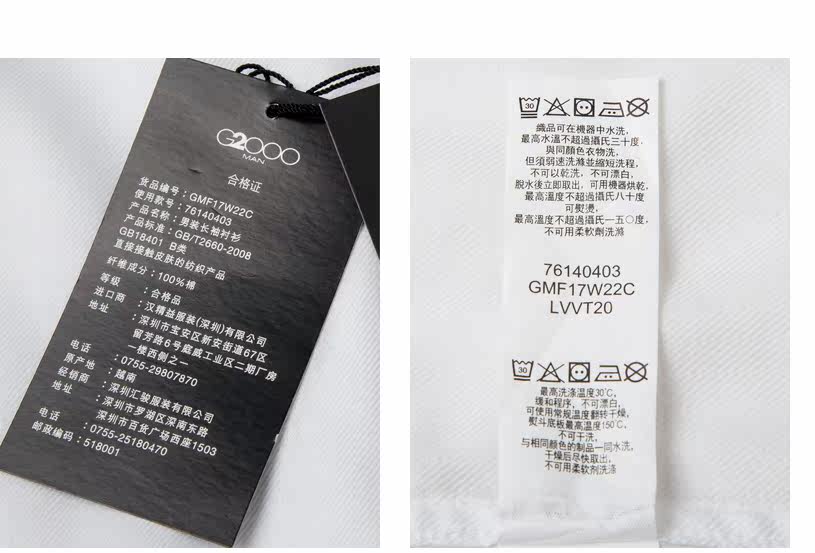 G2000
MAN
合格证
货品编号：GMF17W22C
使用款号：76140403
产品名称：男装长袖衬衫
产品标准：GB/T2660-2008
GB18401 B类
直接接触皮肤的纺织产品
纤维成分：100%棉
等级：合格品
进口商：汉精益服装(深圳)有限公司
地址：深圳市宝安区新安街道67区
留芳路6号庭威工业区二期厂房
一楼西侧之一
电话：0755-29807870
原产地：越南
经销商：深圳汇骏服装有限公司
地址：深圳市罗湖区深南东路
深圳市百货广场西座1503
电话：0755-25180470
邮政编码：518001
30
織品可在機器中水洗，
最高水溫不超過攝氏三十度，
與同顏色衣物洗，
但須弱速洗滌並縮短洗程，
不可以乾洗，不可漂白，
脫水後立即取出，可用機器烘乾，
最高溫度不超過攝氏八十度
可熨燙，
最高溫度不超過攝氏一五〇度，
不可用柔軟劑洗滌
76140403
GMF17W22C
LVVT20
30
最高洗涤温度30℃，
缓和程序，不可漂白，
可使用常规温度翻转干燥，
熨斗底板最高温度150℃，
不可干洗，
与相同颜色的制品一同水洗，
干燥后尽快取出，
不可用柔软剂洗涤